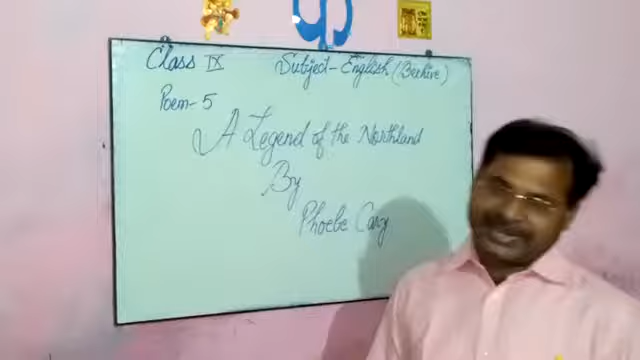 Class IX Subject- English (Beehive)
Poem- 5
A Legend of the Northland
By
Phoebe Cary